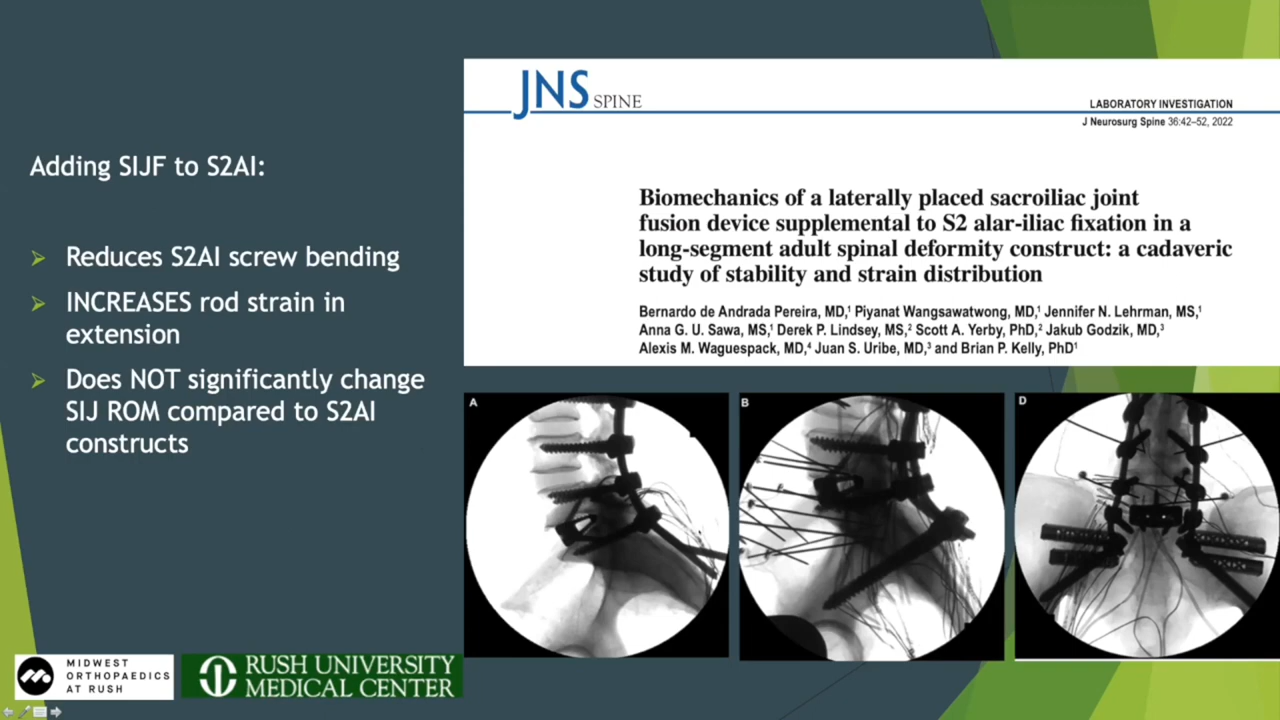 Adding SIJF to S2AI:
Reduces S2AI screw bending
INCREASES rod strain in
extension
Does NOT significantly change
SIJ ROM compared to S2AI
constructs
JNS SPINE
LABORATORY INVESTIGATION
J Neurosurg Spine 36:42–52, 2022
Biomechanics of a laterally placed sacroiliac joint
fusion device supplemental to S2 alar-iliac fixation in a
long-segment adult spinal deformity construct: a cadaveric
study of stability and strain distribution
Bernardo de Andrada Pereira, MD,¹ Piyanat Wangsawatwong, MD,¹ Jennifer N. Lehrman, MS,¹
Anna G. U. Sawa, MS,¹ Derek P. Lindsey, MS,² Scott A. Yerby, PhD,² Jakub Godzik, MD,³
Alexis M. Waguespack, MD,⁴ Juan S. Uribe, MD,³ and Brian P. Kelly, PhD¹
A
B
D
MIDWEST
ORTHOPAEDICS
AT RUSH
RUSH UNIVERSITY
MEDICAL CENTER